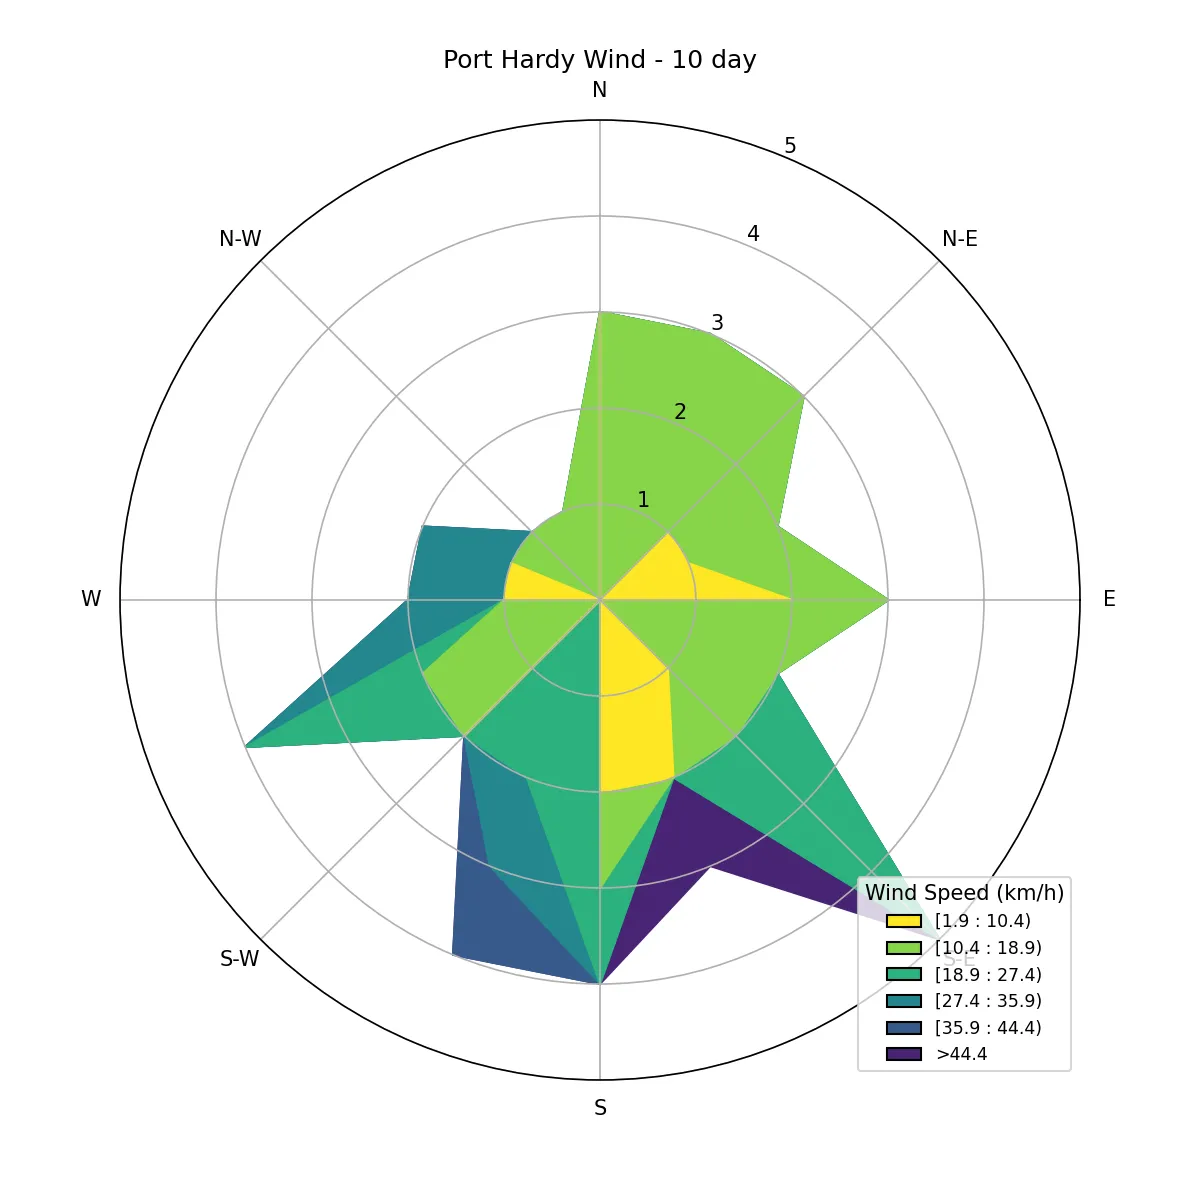 Port Hardy Wind - 10 day
N
5
N-W
4
N-E
3
2
1
W
E
Wind Speed (km/h)
[1.9 : 10.4)
[10.4 : 18.9)
S-W
S-E
[18.9 : 27.4)
[27.4 : 35.9)
[35.9 : 44.4)
>44.4
S